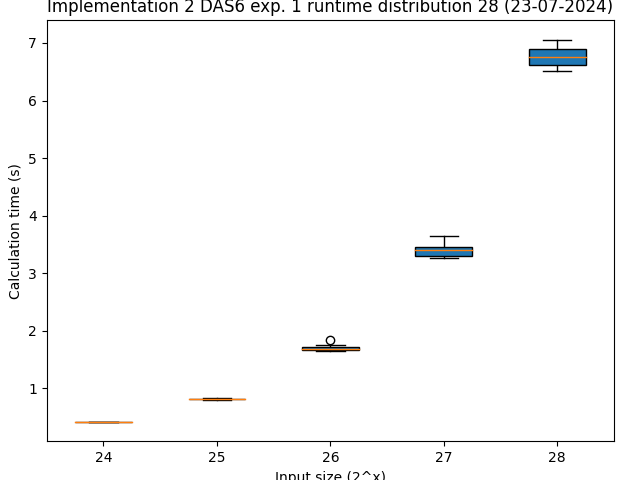 Implementation 2 DAS6 exp. 1 runtime distribution 28 (23-07-2024)
7
6
5
4
3
2
1
Calculation time (s)
24 25 26 27 28
Input size (2^x)